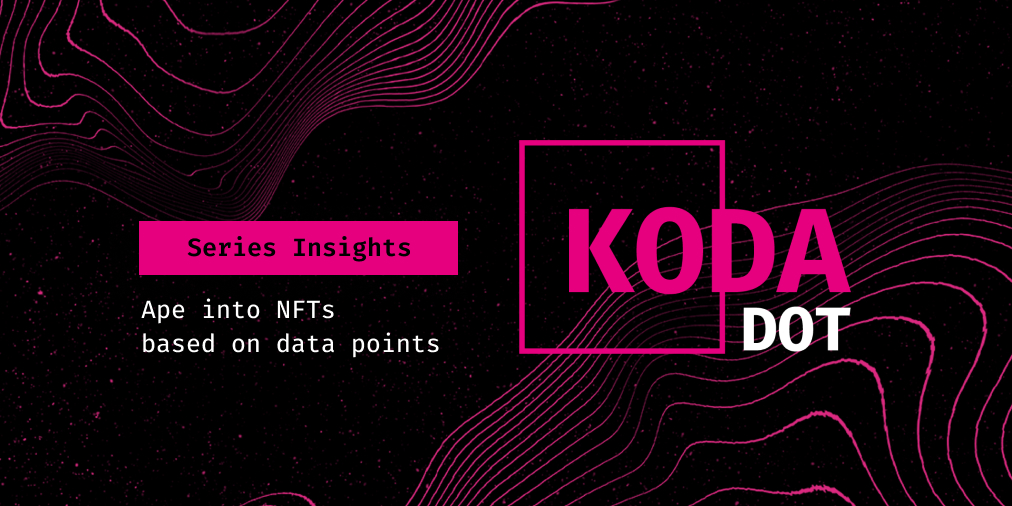 Series Insights
Ape into NFTs
based on data points
KODA
DOT